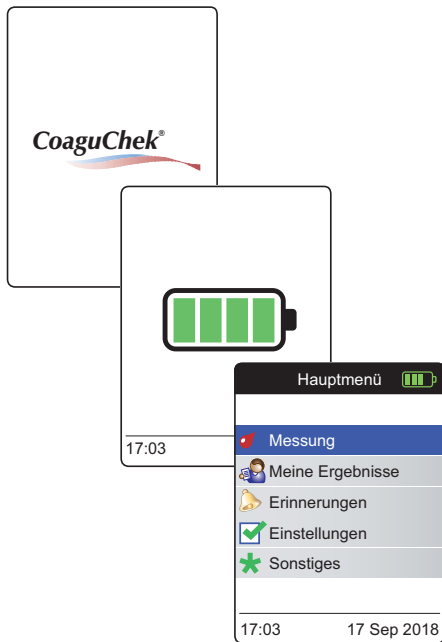 CoaguChek®
17:03
Hauptmenü
Messung
Meine Ergebnisse
Erinnerungen
Einstellungen
Sonstiges
17:03 17 Sep 2018